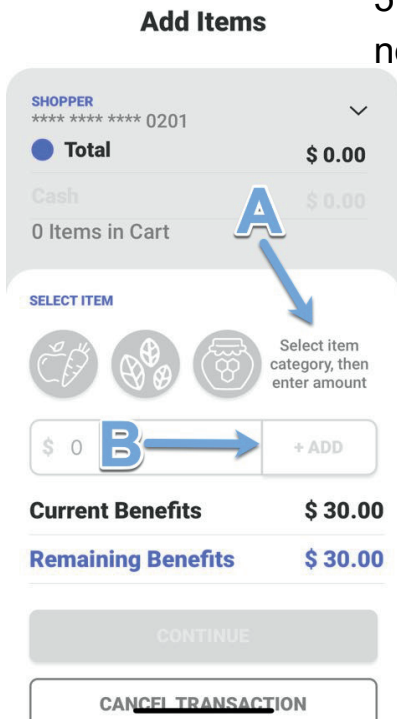 Add Items
SHOPPER
**** **** **** 0201
Total $ 0.00
Cash $ 0.00
0 Items in Cart
A
SELECT ITEM
Select item
category, then
enter amount
$ 0 B + ADD
Current Benefits $ 30.00
Remaining Benefits $ 30.00
CONTINUE
CANCEL TRANSACTION